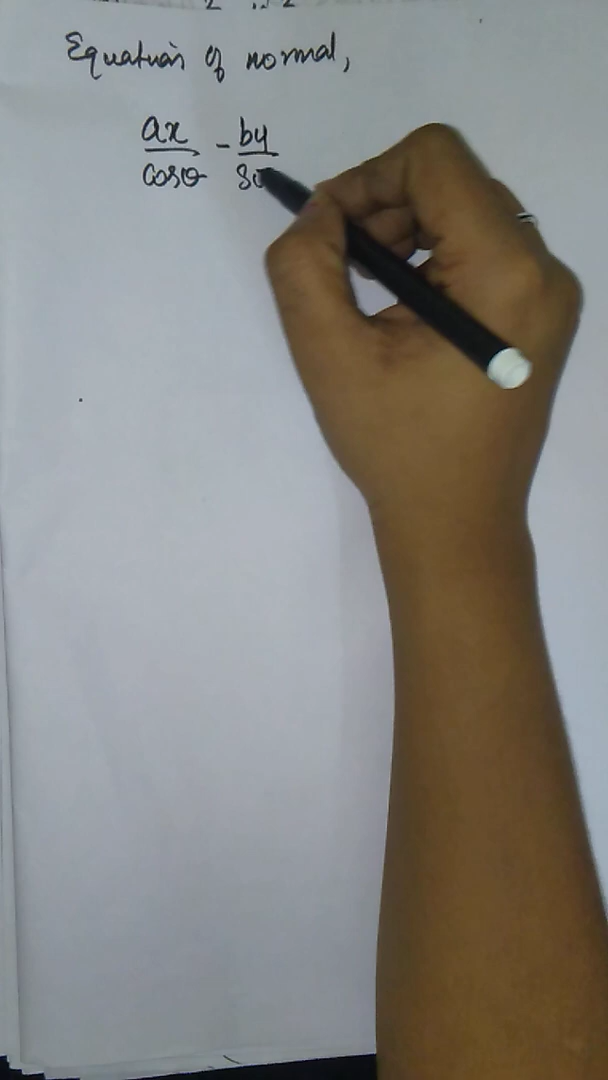 Equation of normal,
ax/cosθ - by/